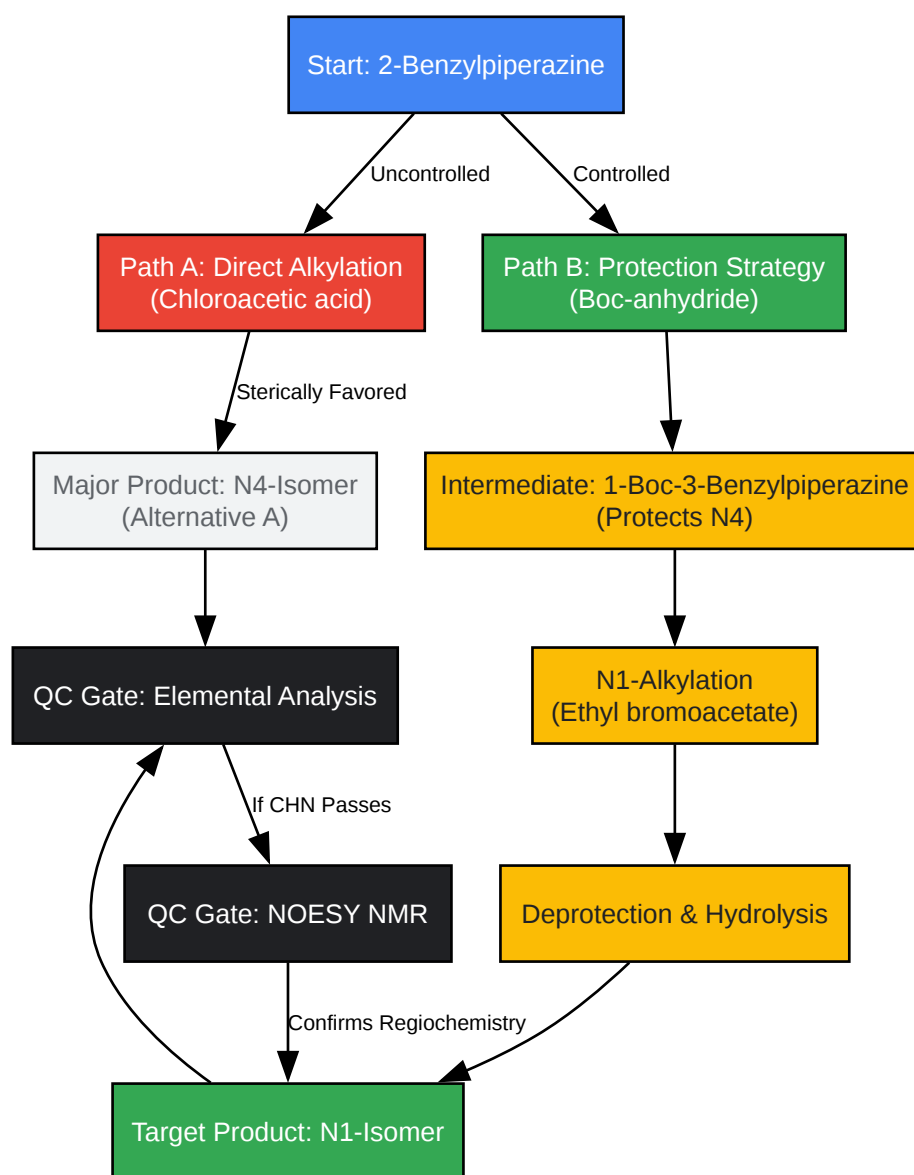 Start: 2-Benzylpiperazine
Uncontrolled
Controlled
Path A: Direct Alkylation
(Chloroacetic acid)
Path B: Protection Strategy
(Boc-anhydride)
Sterically Favored
Major Product: N4-Isomer
(Alternative A)
Intermediate: 1-Boc-3-Benzylpiperazine
(Protects N4)
QC Gate: Elemental Analysis
N1-Alkylation
(Ethyl bromoacetate)
If CHN Passes
QC Gate: NOESY NMR
Deprotection & Hydrolysis
Confirms Regiochemistry
Target Product: N1-Isomer